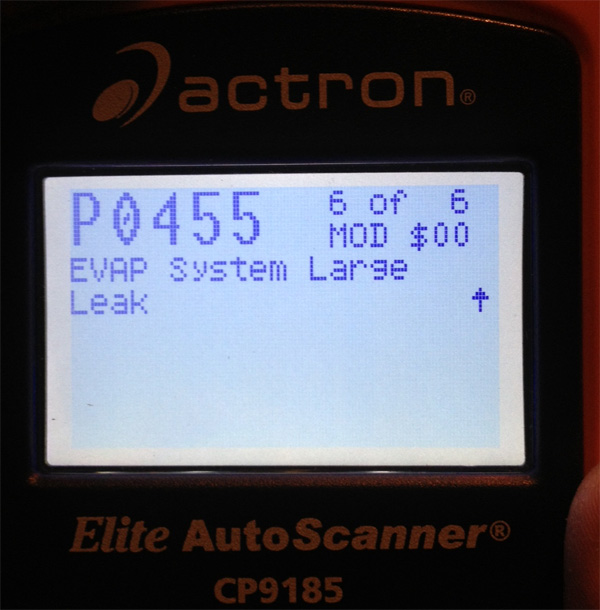 actron®
P0455 6 of 6
MOD $00
EVAP System Large
Leak
Elite AutoScanner®
CP9185